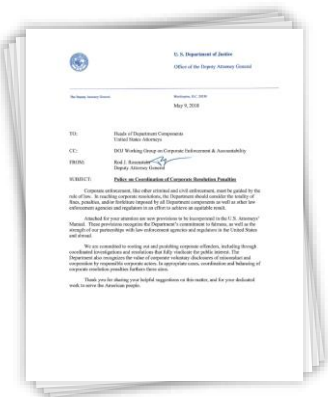 U. S. Department of Justice
Office of the Deputy Attorney General
The Deputy Attorney General
Washington, D.C. 20530
May 9, 2018
TO: Heads of Department Components
United States Attorneys
CC: DOJ Working Group on Corporate Enforcement & Accountability
FROM: Rod J. Rosenstein
Deputy Attorney General
SUBJECT: Policy on Coordination of Corporate Resolution Penalties
Corporate enforcement, like other criminal and civil enforcement, must be guided by the
rule of law. In reaching corporate resolutions, the Department should consider the totality of
fines, penalties, and/or forfeiture imposed by all Department components as well as other law
enforcement agencies and regulators in an effort to achieve an equitable result.
Attached for your attention are new provisions to be incorporated in the U.S. Attorneys'
Manual. These provisions recognize the Department's commitment to fairness, as well as the
strength of our partnerships with law enforcement agencies and regulators in the United States
and abroad.
We are committed to rooting out and punishing corporate offenders, including through
coordinated investigations and resolutions that fully vindicate the public interest. The
Department also recognizes the value of corporate voluntary disclosures of misconduct and
cooperation by responsible corporate actors. In appropriate cases, coordination and balancing of
corporate resolution penalties furthers these aims.
Thank you for sharing your helpful suggestions on this matter, and for your dedicated
work to serve the American people.